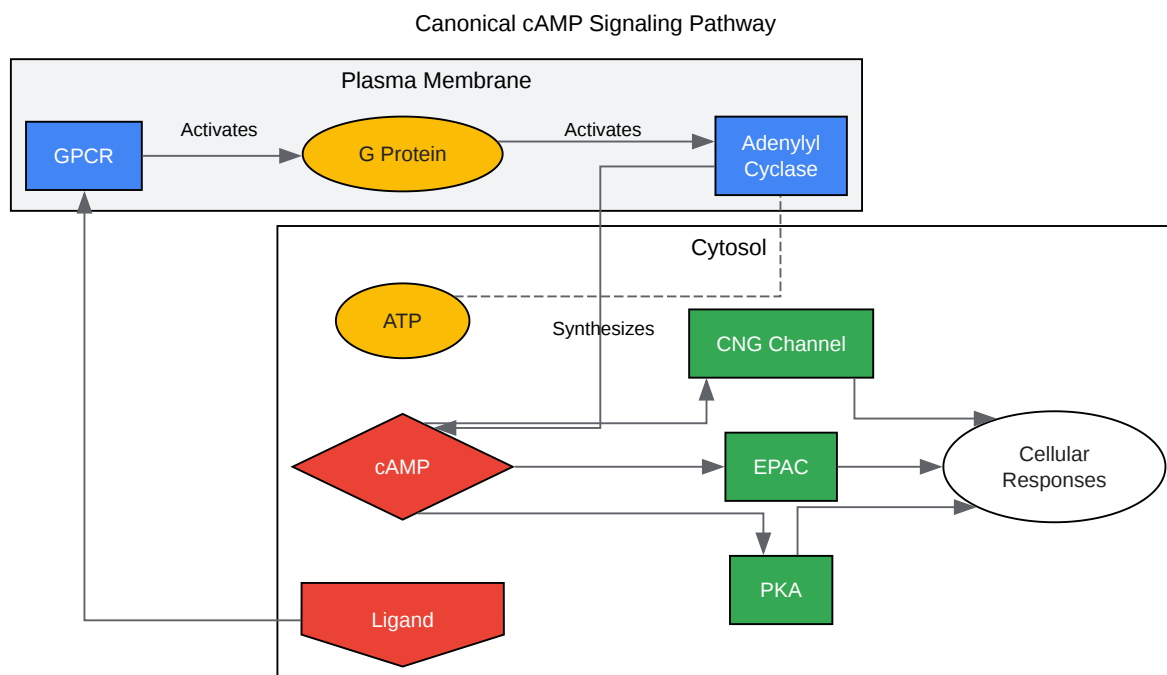 Canonical cAMP Signaling Pathway
Plasma Membrane
GPCR
Activates
G Protein
Activates
Adenylyl
Cyclase
Cytosol
ATP
Synthesizes
CNG Channel
cAMP
EPAC
Cellular
Responses
PKA
Ligand